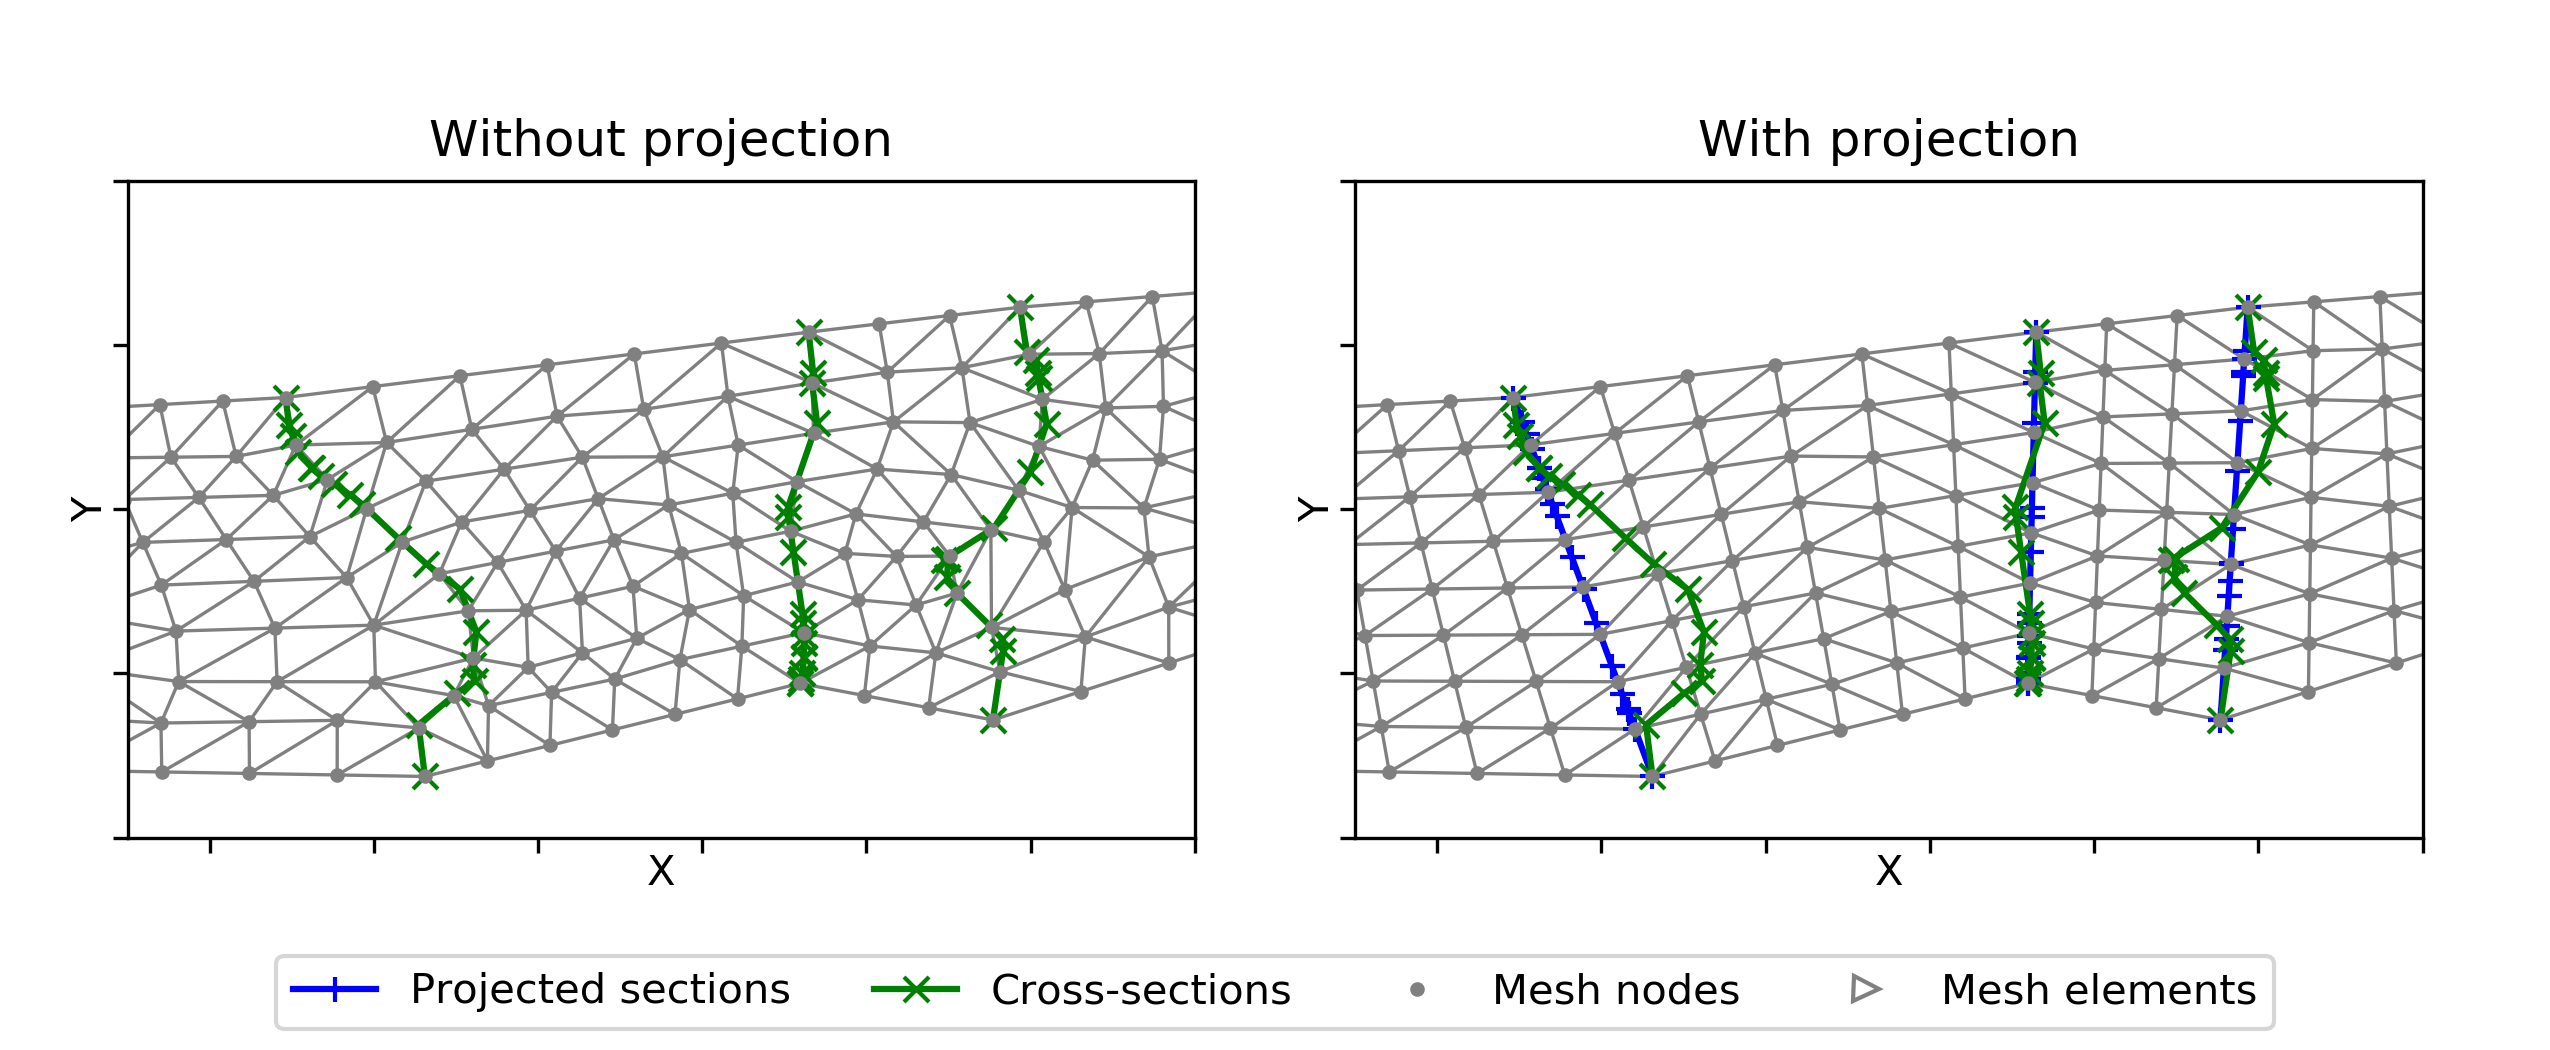 Without projection
With projection
Y
X
Y
X
Projected sections
Cross-sections
Mesh nodes
Mesh elements